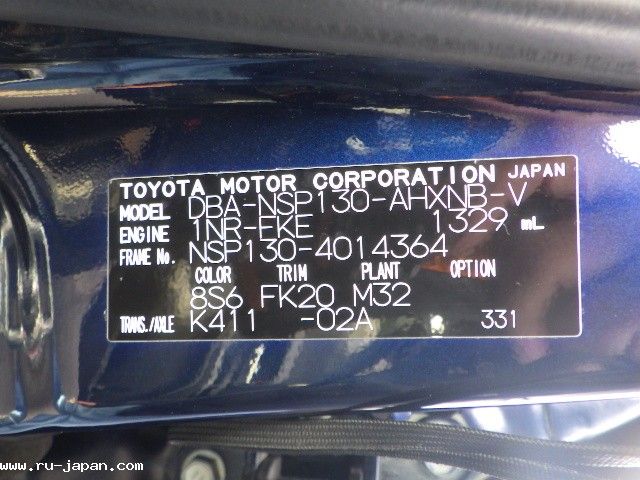 TOYOTA MOTOR CORPORATION JAPAN
MODEL DBA-NSP130-AHXNB-V
ENGINE 1NR-FKE 1329 mL
FRAME No. NSP130-4014364
COLOR TRIM PLANT OPTION
8S6 FK20 M32
TRANS./AXLE K411 -02A 331
www.ru-japan.com